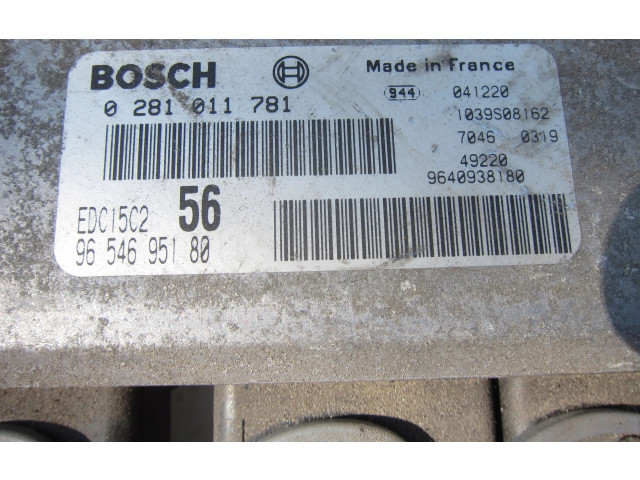 BOSCH
Made in France
0 281 011 781
944 041220
1039S08162
7046 0319
49220
9640938180
EDC15C2 56
96 546 951 80